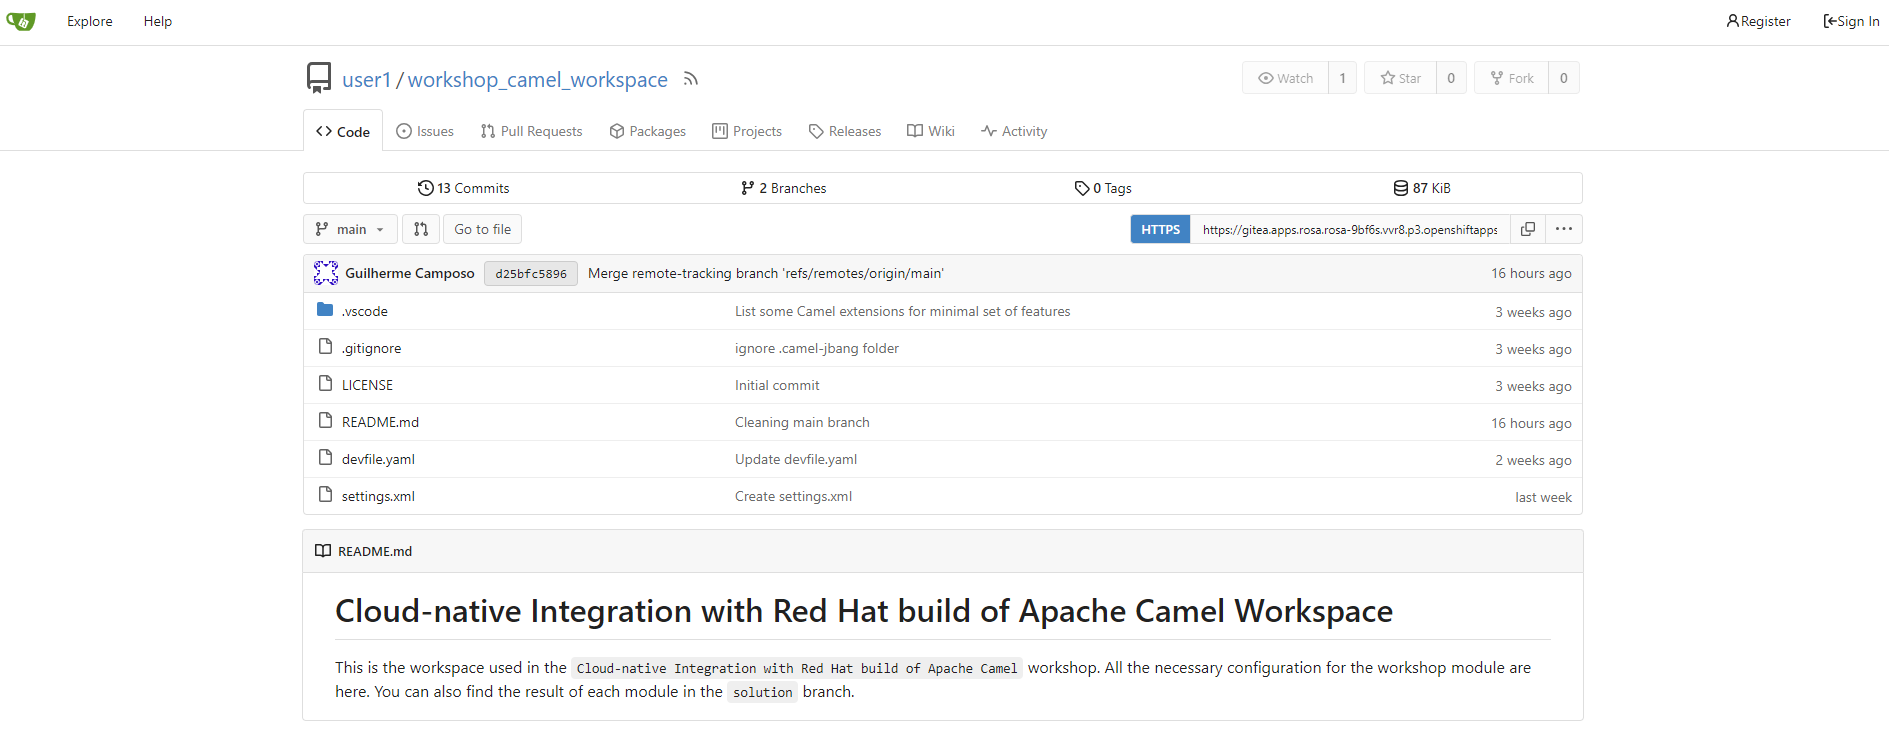 Explore Help Register Sign In
user1 / workshop_camel_workspace Watch 1 Star 0 Fork 0
Code Issues Pull Requests Packages Projects Releases Wiki Activity
13 Commits 2 Branches 0 Tags 87 KiB
main Go to file HTTPS https://gitea.apps.rosa.rosa-9bf6s.vvr8.p3.openshiftapps
Guilherme Camposo d25bfc5896 Merge remote-tracking branch 'refs/remotes/origin/main' 16 hours ago
.vscode List some Camel extensions for minimal set of features 3 weeks ago
.gitignore ignore .camel-jbang folder 3 weeks ago
LICENSE Initial commit 3 weeks ago
README.md Cleaning main branch 16 hours ago
devfile.yaml Update devfile.yaml 2 weeks ago
settings.xml Create settings.xml last week
README.md
Cloud-native Integration with Red Hat build of Apache Camel Workspace
This is the workspace used in the Cloud-native Integration with Red Hat build of Apache Camel workshop. All the necessary configuration for the workshop module are
here. You can also find the result of each module in the solution branch.